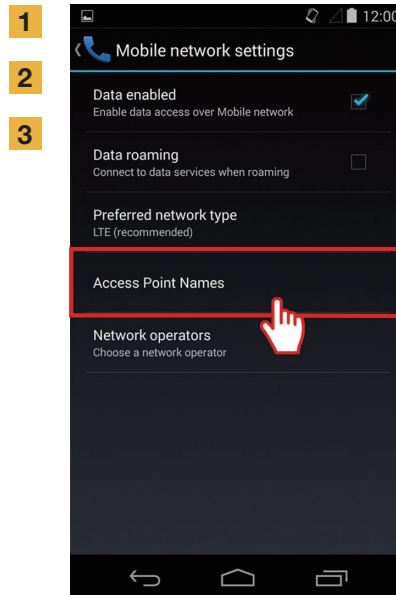 1
2
3
12:00
Mobile network settings
Data enabled
Enable data access over Mobile network
Data roaming
Connect to data services when roaming
Preferred network type
LTE (recommended)
Access Point Names
Network operators
Choose a network operator